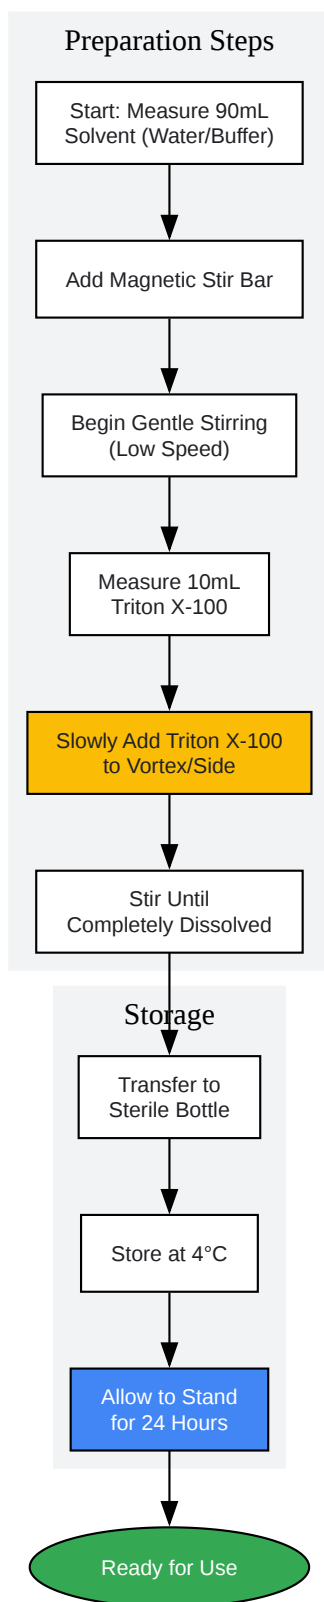 Preparation Steps
Start: Measure 90mL
Solvent (Water/Buffer)
Add Magnetic Stir Bar
Begin Gentle Stirring
(Low Speed)
Measure 10mL
Triton X-100
Slowly Add Triton X-100
to Vortex/Side
Stir Until
Completely Dissolved
Storage
Transfer to
Sterile Bottle
Store at 4°C
Allow to Stand
for 24 Hours
Ready for Use